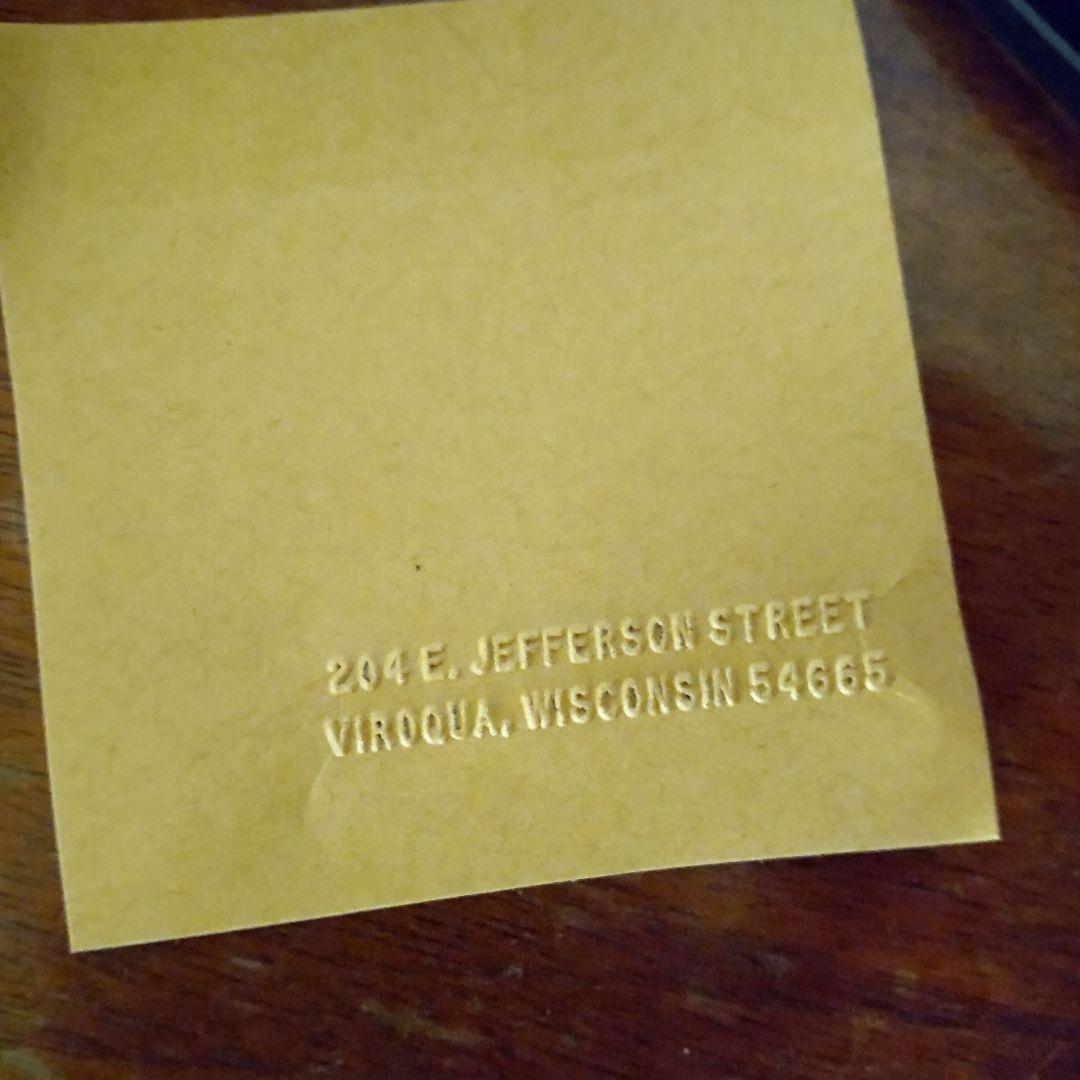 204 E. JEFFERSON STREET
VIROQUA, WISCONSIN 54665